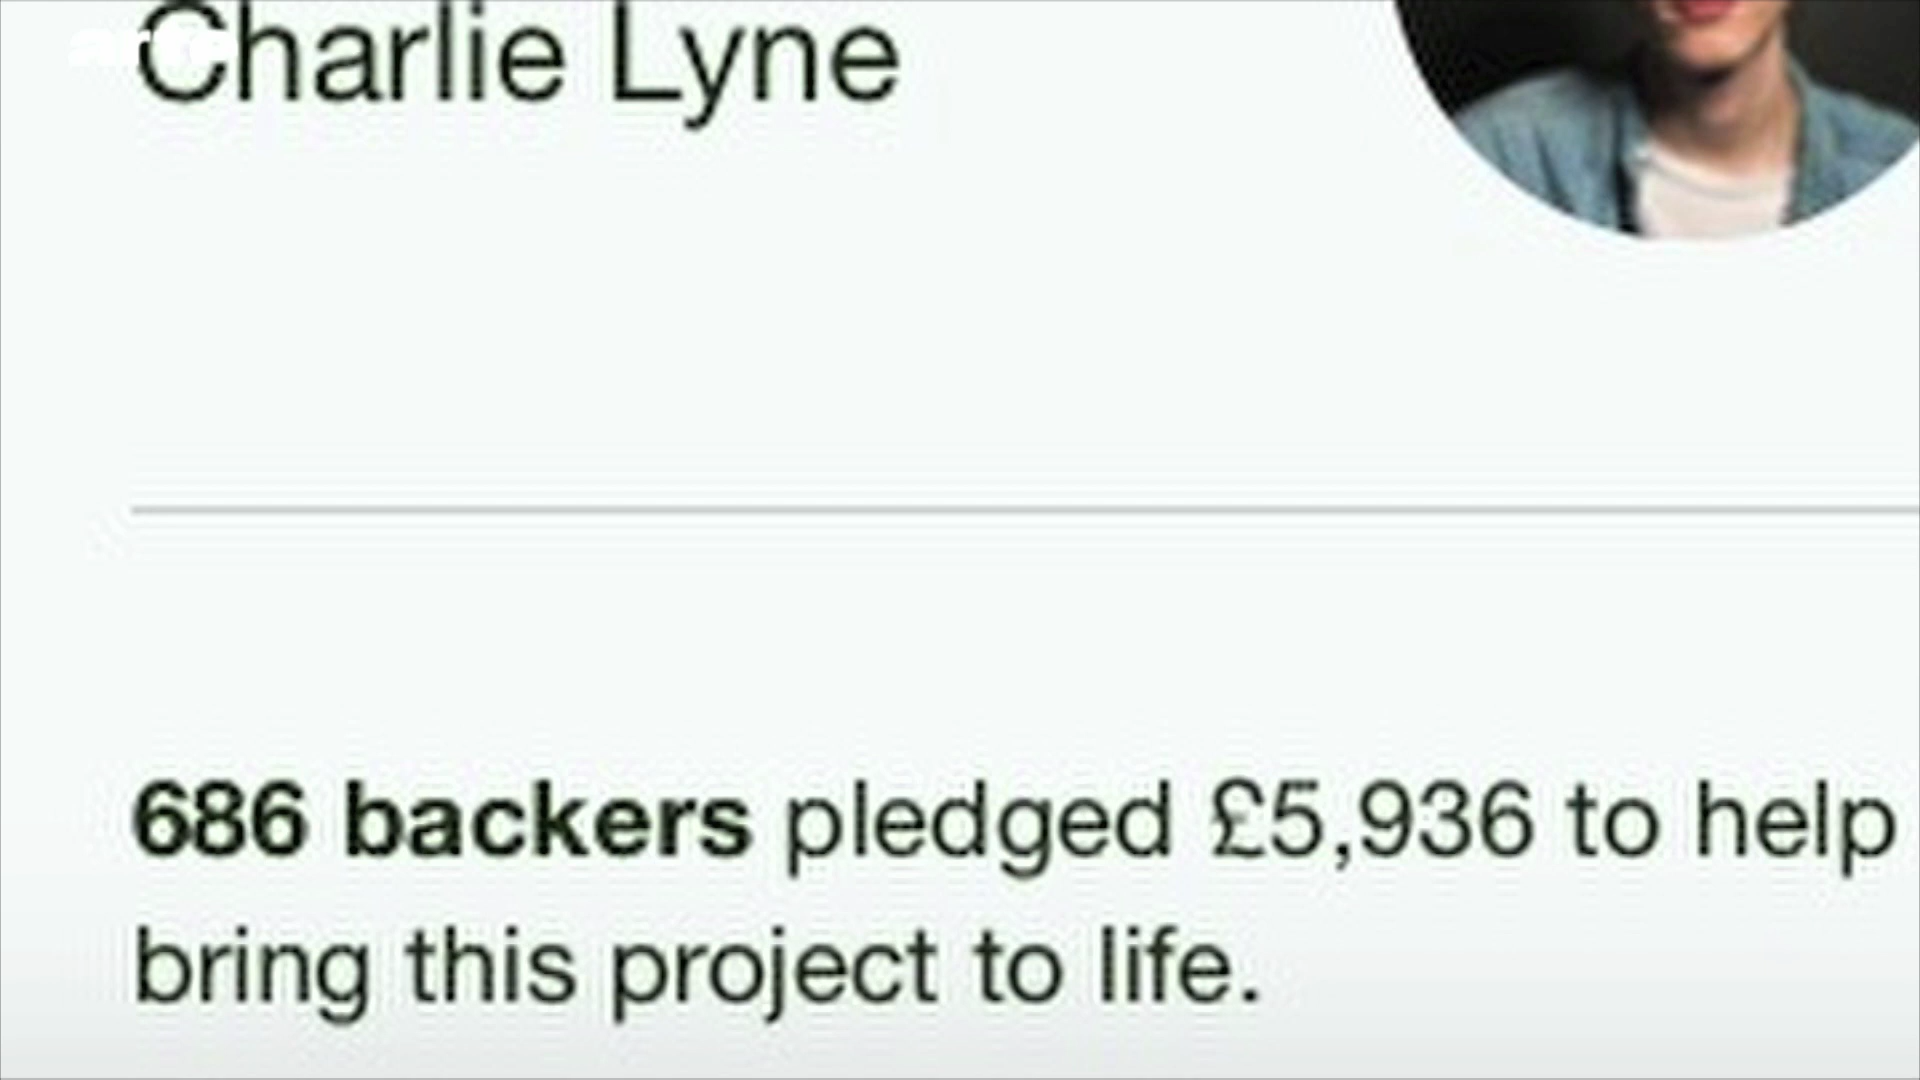 Charlie Lyne
686 backers pledged £5,936 to help
bring this project to life.